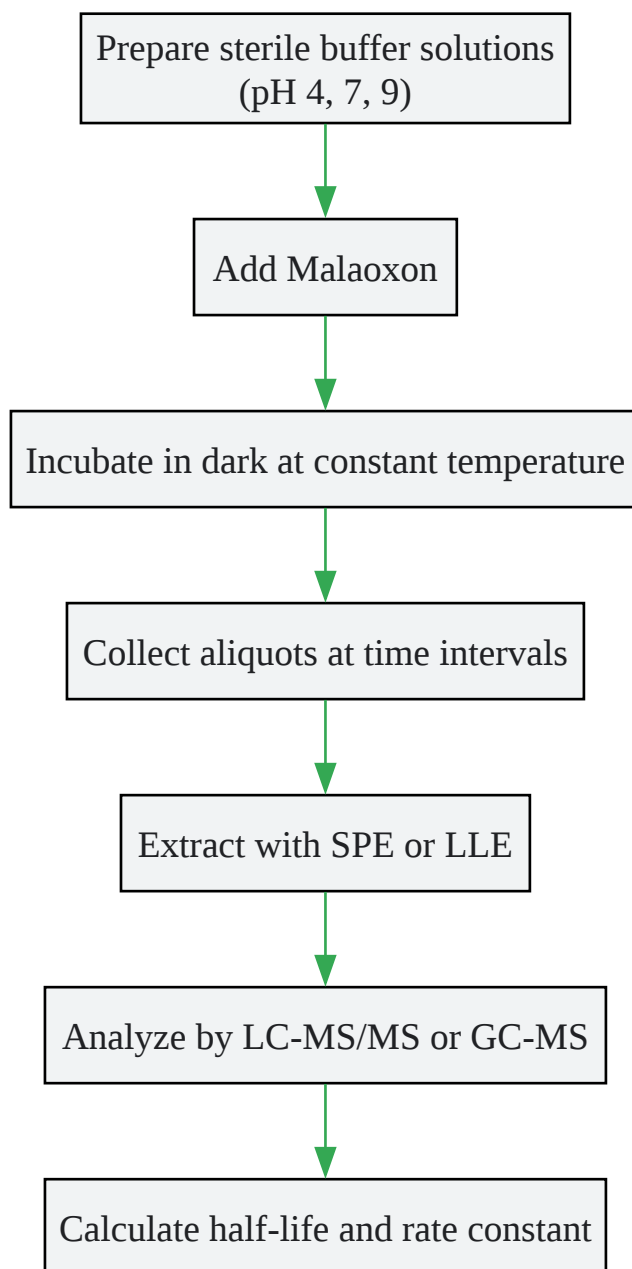 Prepare sterile buffer solutions
(pH 4, 7, 9)
Add Malaoxon
Incubate in dark at constant temperature
Collect aliquots at time intervals
Extract with SPE or LLE
Analyze by LC-MS/MS or GC-MS
Calculate half-life and rate constant